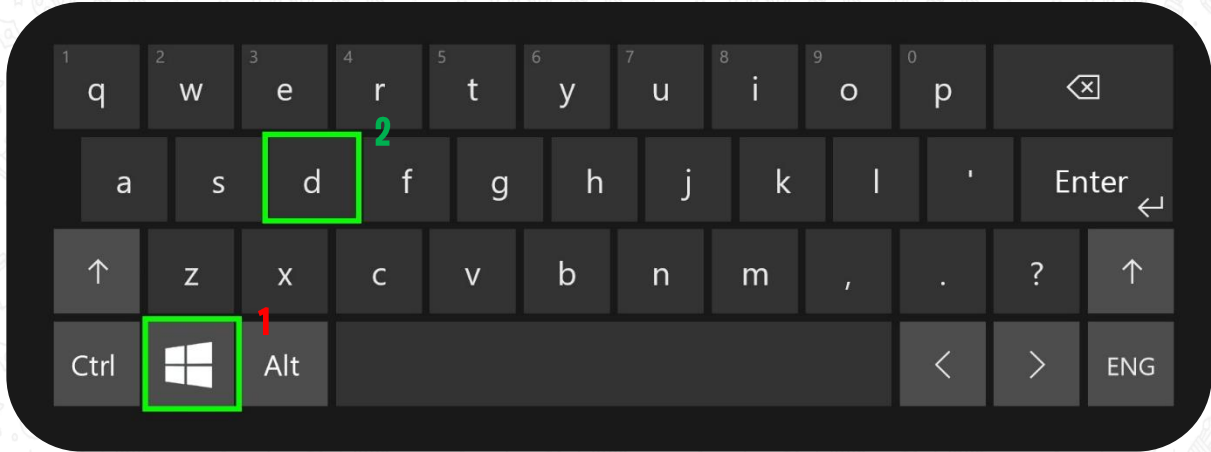 1 2 3 4 5 6 7 8 9 0
q w e r t y u i o p
2
a s d f g h j k l ' Enter
z x c v b n m , . ?
1
Ctrl Alt < > ENG